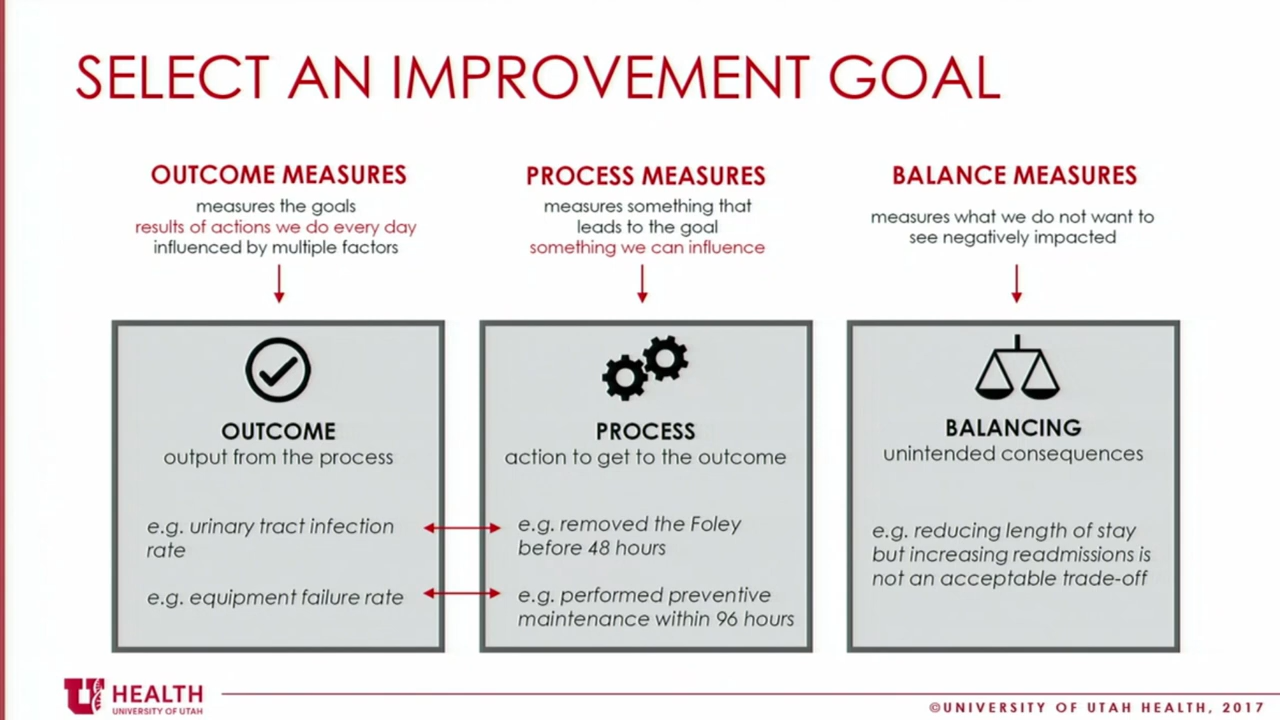 SELECT AN IMPROVEMENT GOAL
OUTCOME MEASURES
measures the goals
results of actions we do every day
influenced by multiple factors
PROCESS MEASURES
measures something that
leads to the goal
something we can influence
BALANCE MEASURES
measures what we do not want to
see negatively impacted
OUTCOME
output from the process
e.g. urinary tract infection
rate
e.g. equipment failure rate
PROCESS
action to get to the outcome
e.g. removed the Foley
before 48 hours
e.g. performed preventive
maintenance within 96 hours
BALANCING
unintended consequences
e.g. reducing length of stay
but increasing readmissions is
not an acceptable trade-off
U HEALTH
UNIVERSITY OF UTAH
©UNIVERSITY OF UTAH HEALTH, 2017